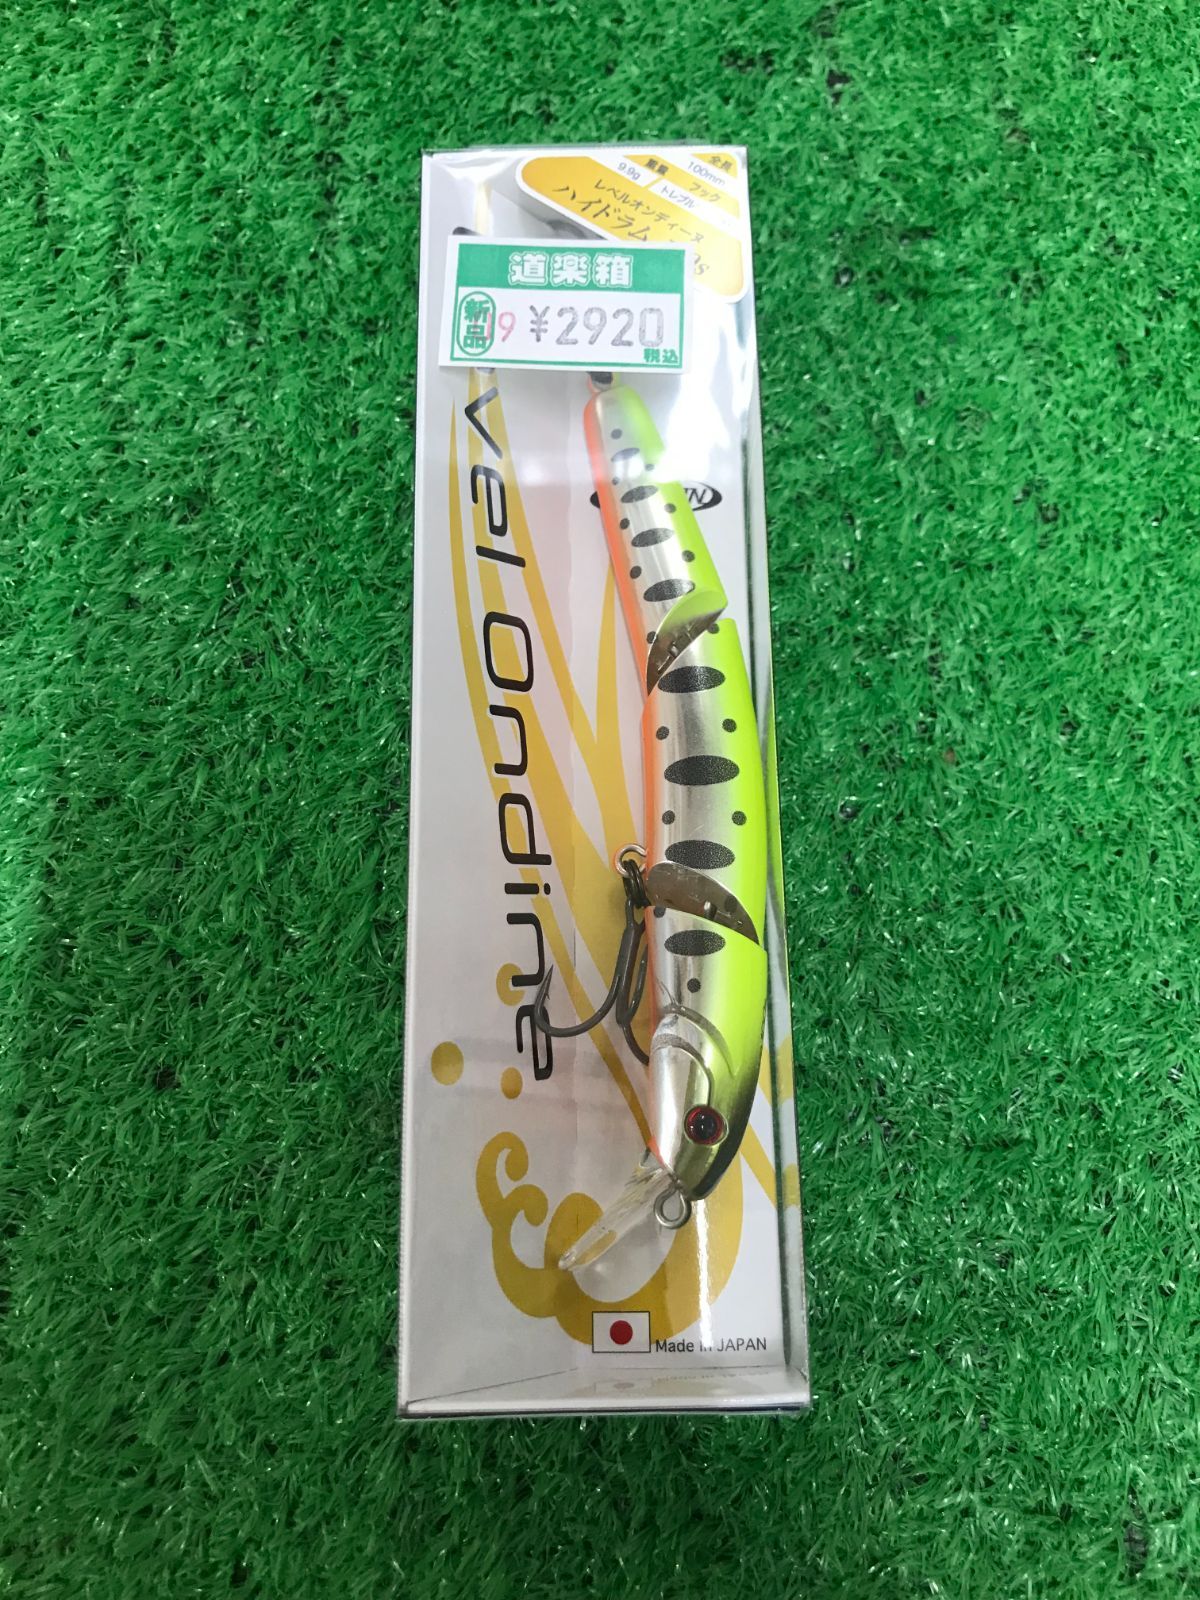 全長
100mm
重量
9.9g
フック
トレブル
レベルオンディーヌ
ハイドラム
道楽箱
新品
9 ¥2920
税込
vel Ondine
Made in JAPAN